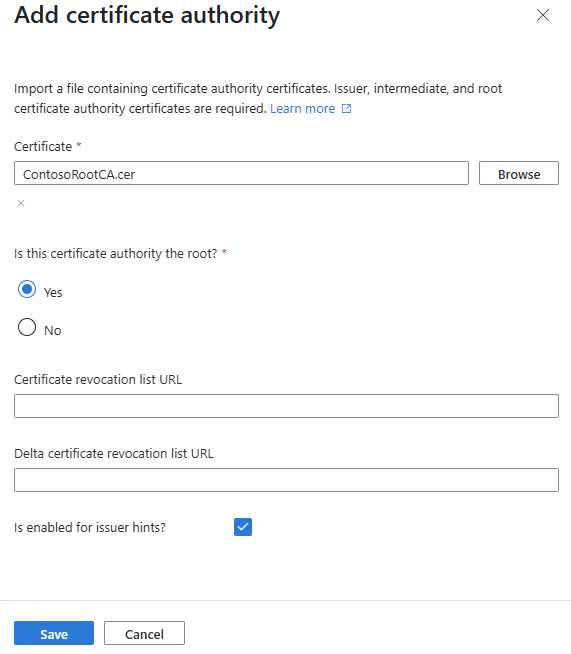 Add certificate authority
Import a file containing certificate authority certificates. Issuer, intermediate, and root
certificate authority certificates are required. Learn more
Certificate *
ContosoRootCA.cer
Browse
Is this certificate authority the root? *
Yes
No
Certificate revocation list URL
Delta certificate revocation list URL
Is enabled for issuer hints?
Save
Cancel